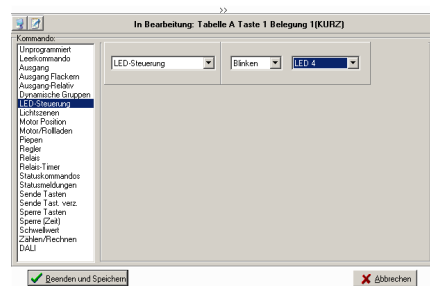 >>
In Bearbeitung: Tabelle A Taste 1 Belegung 1(KURZ)
Kommando:
Unprogrammiert
Leerkommando
Ausgang
Ausgang Flackern
Ausgang-Relativ
Dynamische Gruppen
LED-Steuerung
Lichtszenen
Motor Position
Motor/Rollladen
Piepen
Regler
Relais
Relais-Timer
Statuskommandos
Statusmeldungen
Sende Tasten
Sende Tast. verz.
Sperre Tasten
Sperre (Zeit)
Schwellwert
Zählen/Rechnen
DALI
LED-Steuerung Blinken LED 4
Beenden und Speichern Abbrechen